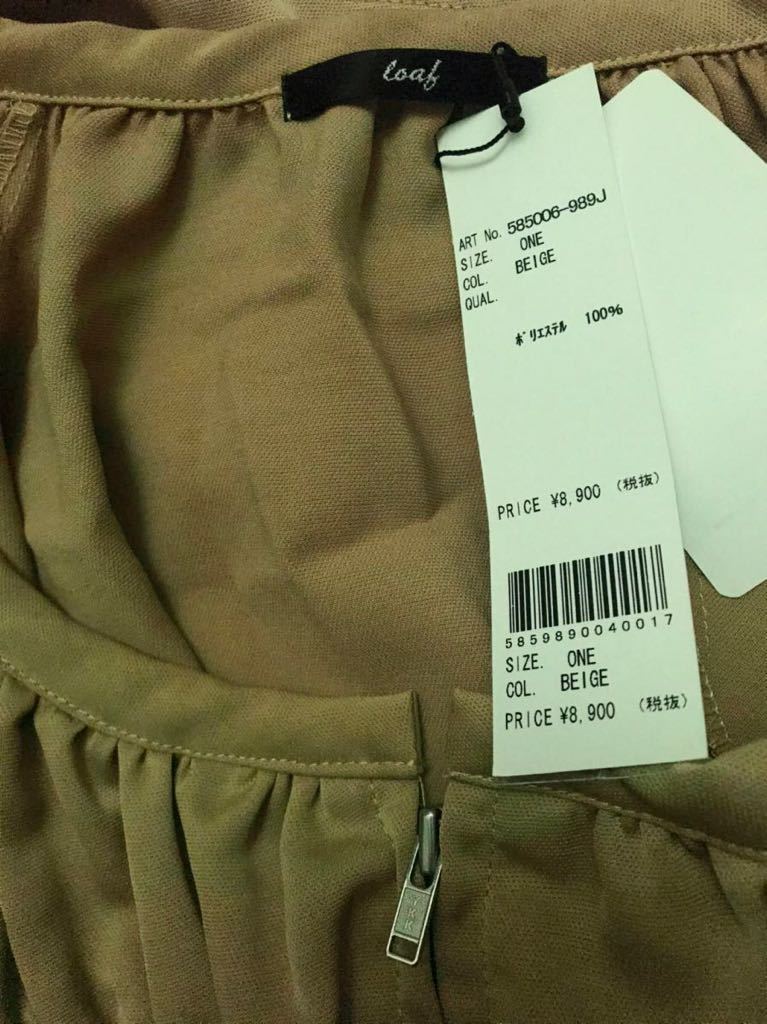 loaf
ART No. 585006-989J
SIZE. ONE
COL. BEIGE
QUAL.
ポリエステル 100%
PRICE ¥8,900 (税抜)
5859890040017
SIZE. ONE
COL. BEIGE
PRICE ¥8,900 (税抜)
YKK